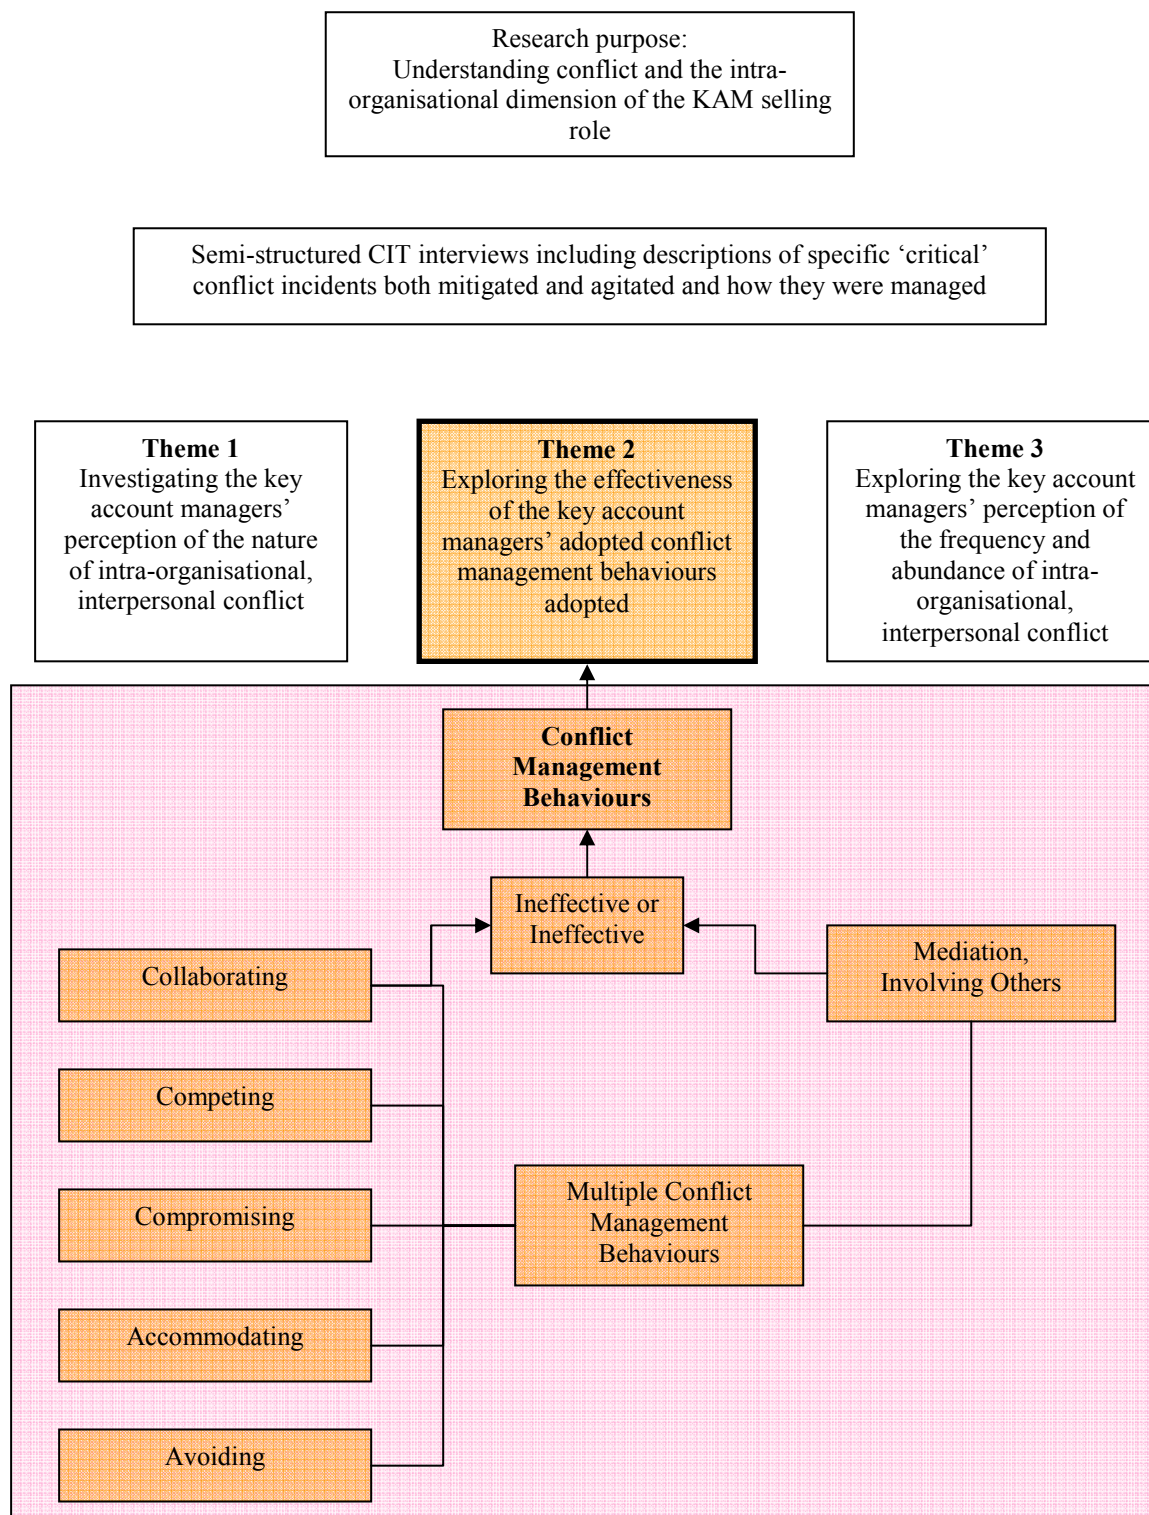 Research purpose:
Understanding conflict and the intra-
organisational dimension of the KAM selling
role
Semi-structured CIT interviews including descriptions of specific ‘critical’
conflict incidents both mitigated and agitated and how they were managed
Theme 1
Investigating the key
account managers’
perception of the nature
of intra-organisational,
interpersonal conflict
Theme 2
Exploring the effectiveness
of the key account
managers’ adopted conflict
management behaviours
adopted
Theme 3
Exploring the key account
managers’ perception of
the frequency and
abundance of intra-
organisational,
interpersonal conflict
Conflict
Management
Behaviours
Ineffective or
Ineffective
Mediation,
Involving Others
Collaborating
Competing
Compromising
Multiple Conflict
Management
Behaviours
Accommodating
Avoiding